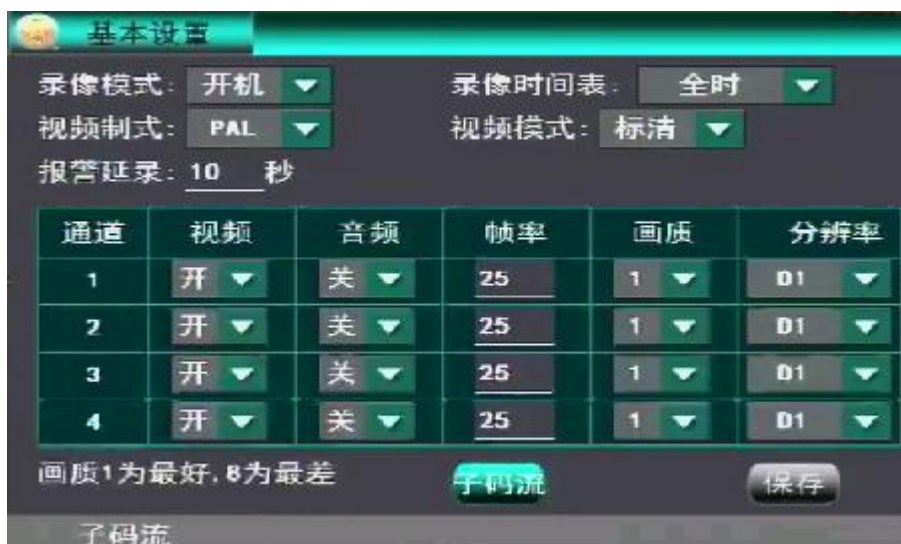 基本设置
录像模式: 开机 录像时间表: 全时
视频制式: PAL 视频模式: 标清
报警延录: 10 秒
通道 视频 音频 帧率 画质 分辨率
1 开 关 25 1 D1
2 开 关 25 1 D1
3 开 关 25 1 D1
4 开 关 25 1 D1
画质1为最好,8为最差 子码流 保存
子码流